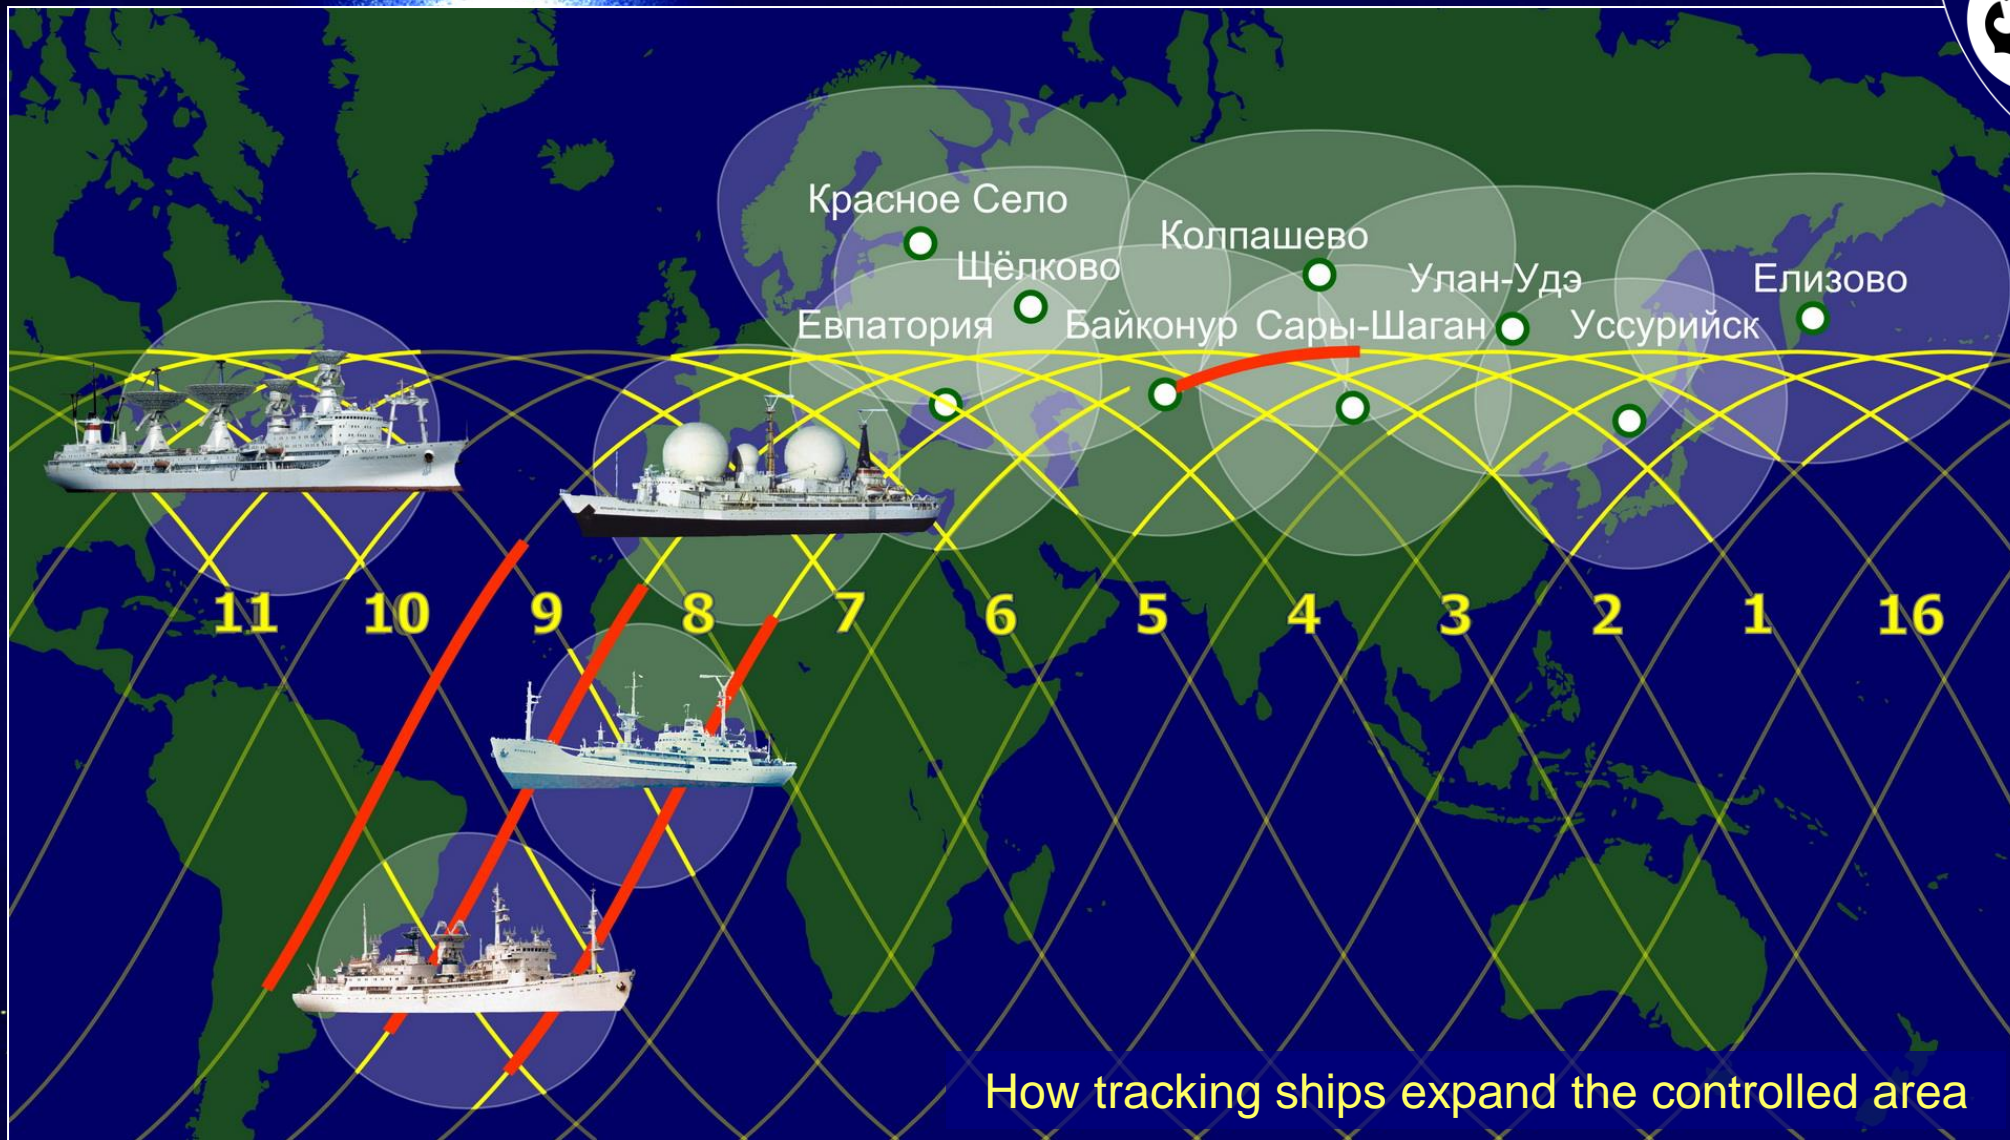 Красное Село
Колпашево
Щёлково
Улан-Удэ
Елизово
Евпатория
Байконур
Сары-Шаган
Уссурийск
11
10
9
8
7
6
5
4
3
2
1
16
How tracking ships expand the controlled area